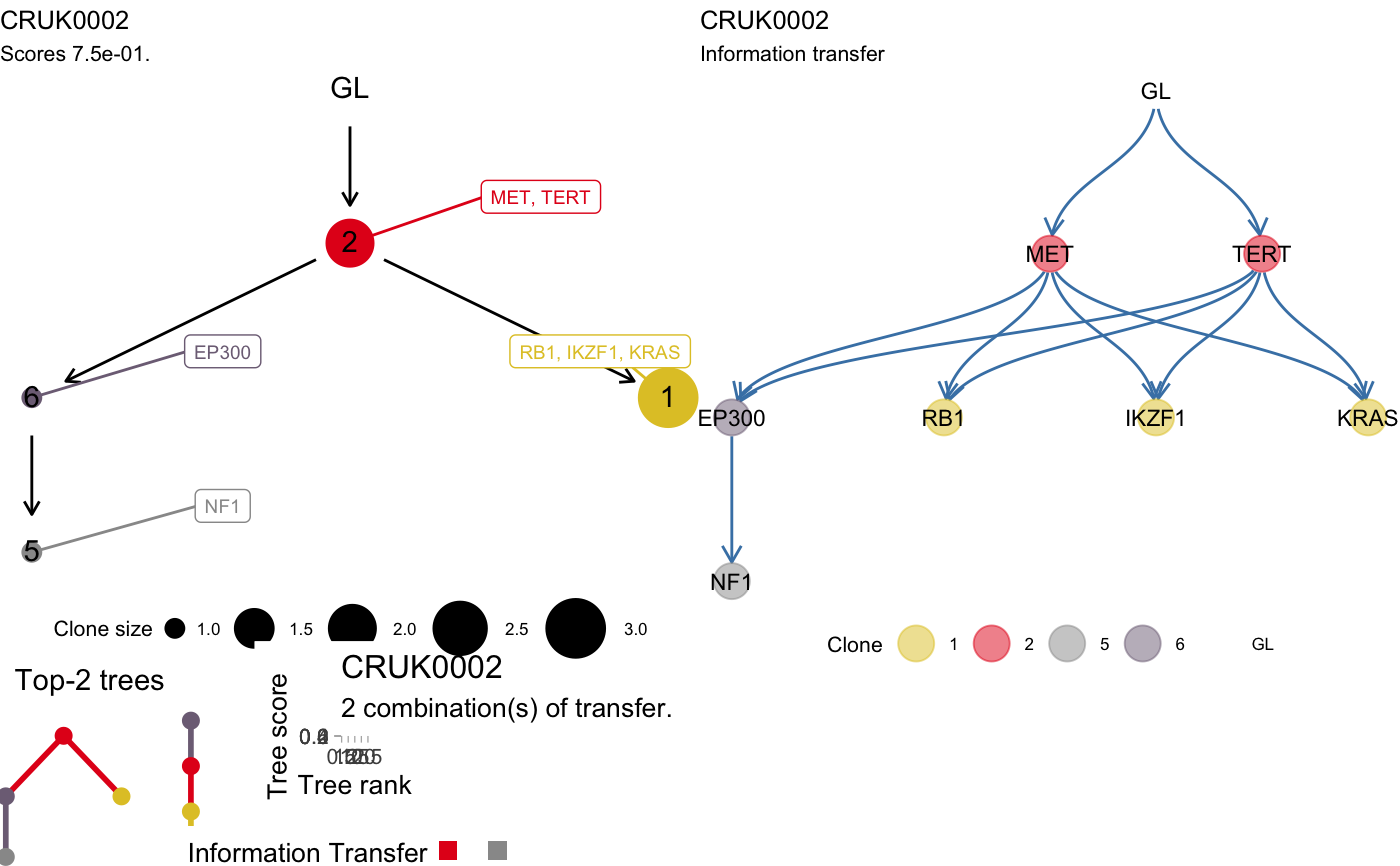 CRUK0002
Scores 7.5e-01.
GL
2
MET, TERT
EP300
RB1, IKZF1, KRAS
6
1
NF1
5
Clone size 1.0 1.5 2.0 2.5 3.0
CRUK0002
Information transfer
GL
MET TERT
EP300 RB1 IKZF1 KRAS
NF1
Clone 1 2 5 6 GL
Top-2 trees
CRUK0002
2 combination(s) of transfer.
Tree score
Tree rank
Information Transfer